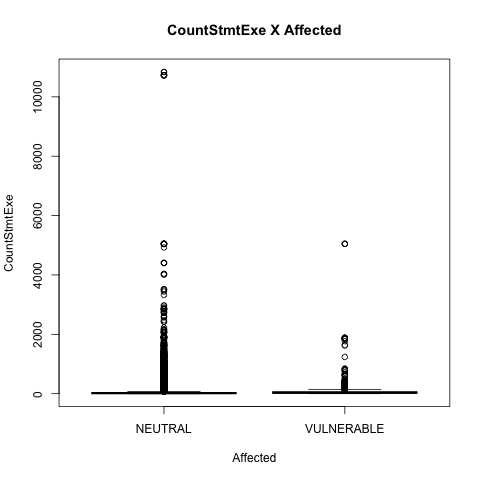 CountStmtExe X Affected
CountStmtExe
10000
8000
6000
4000
2000
0
NEUTRAL
VULNERABLE
Affected